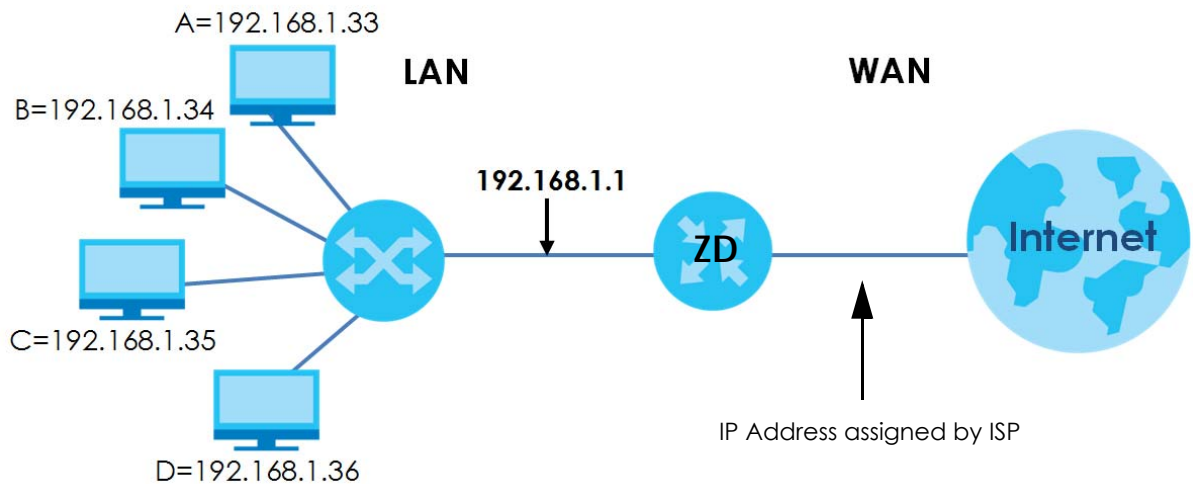 A=192.168.1.33
LAN
WAN
B=192.168.1.34
192.168.1.1
ZD
Internet
C=192.168.1.35
IP Address assigned by ISP
D=192.168.1.36